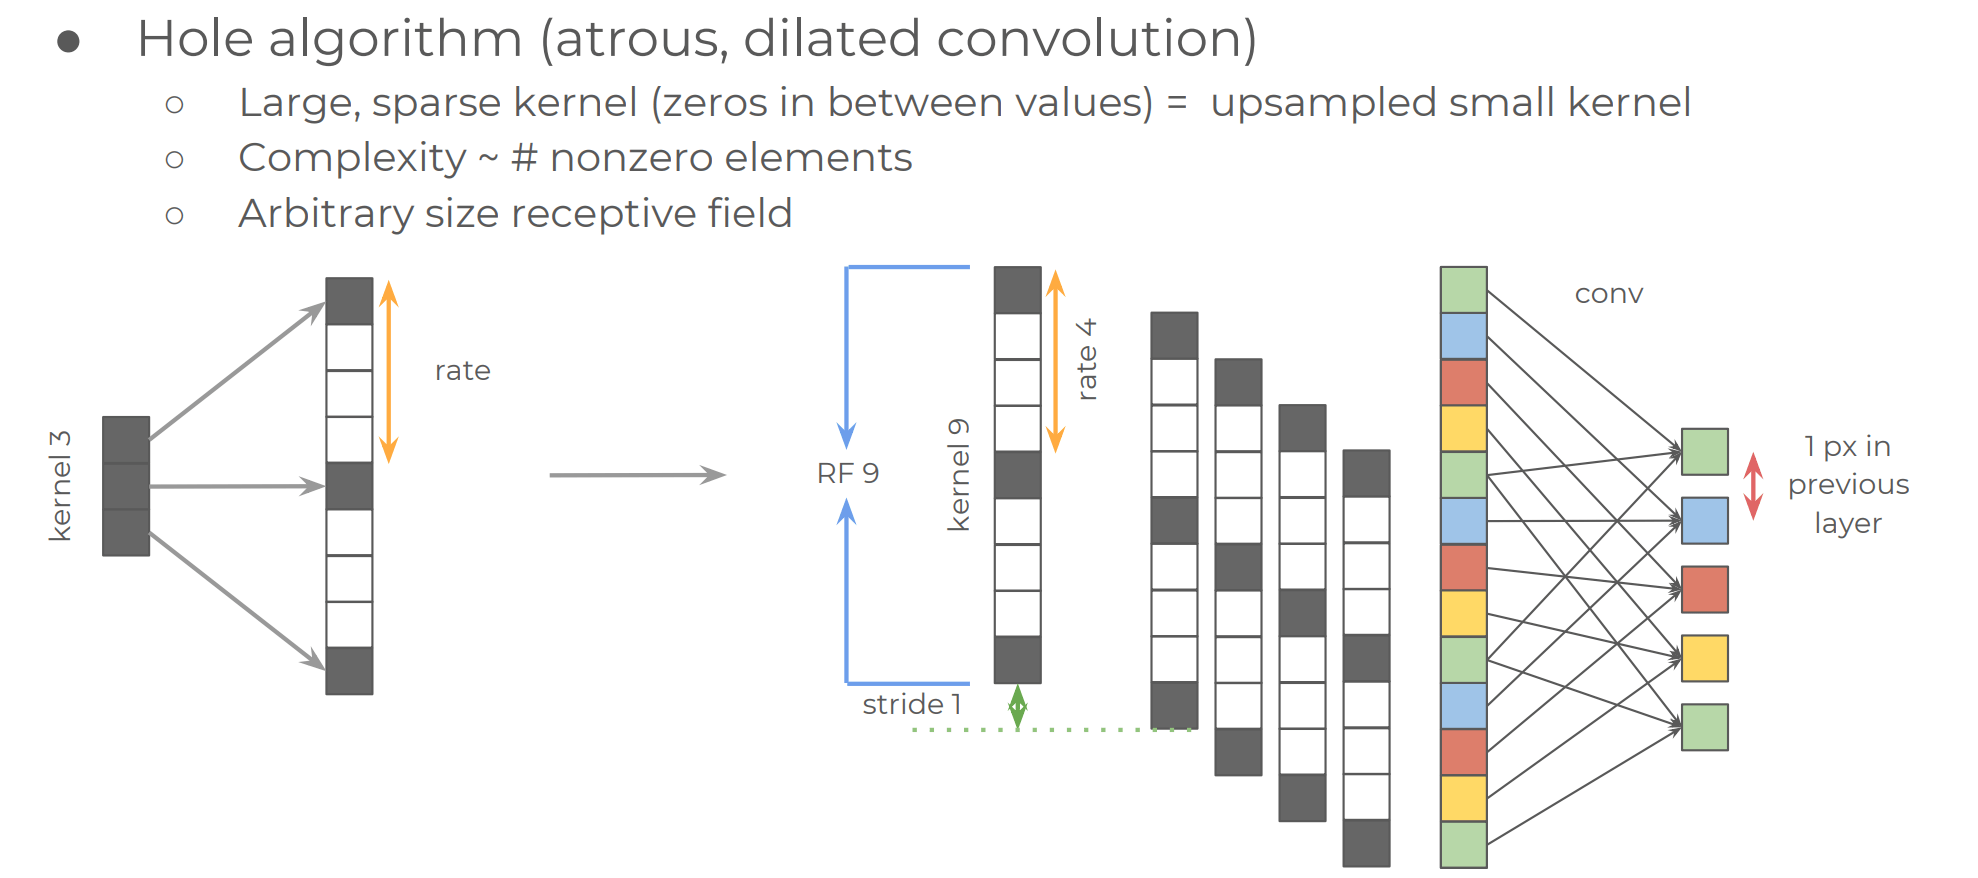 ● Hole algorithm (atrous, dilated convolution)
○ Large, sparse kernel (zeros in between values) = upsampled small kernel
○ Complexity ~ # nonzero elements
○ Arbitrary size receptive field
kernel 3
rate
RF 9
kernel 9
rate 4
stride 1
conv
1 px in
previous
layer